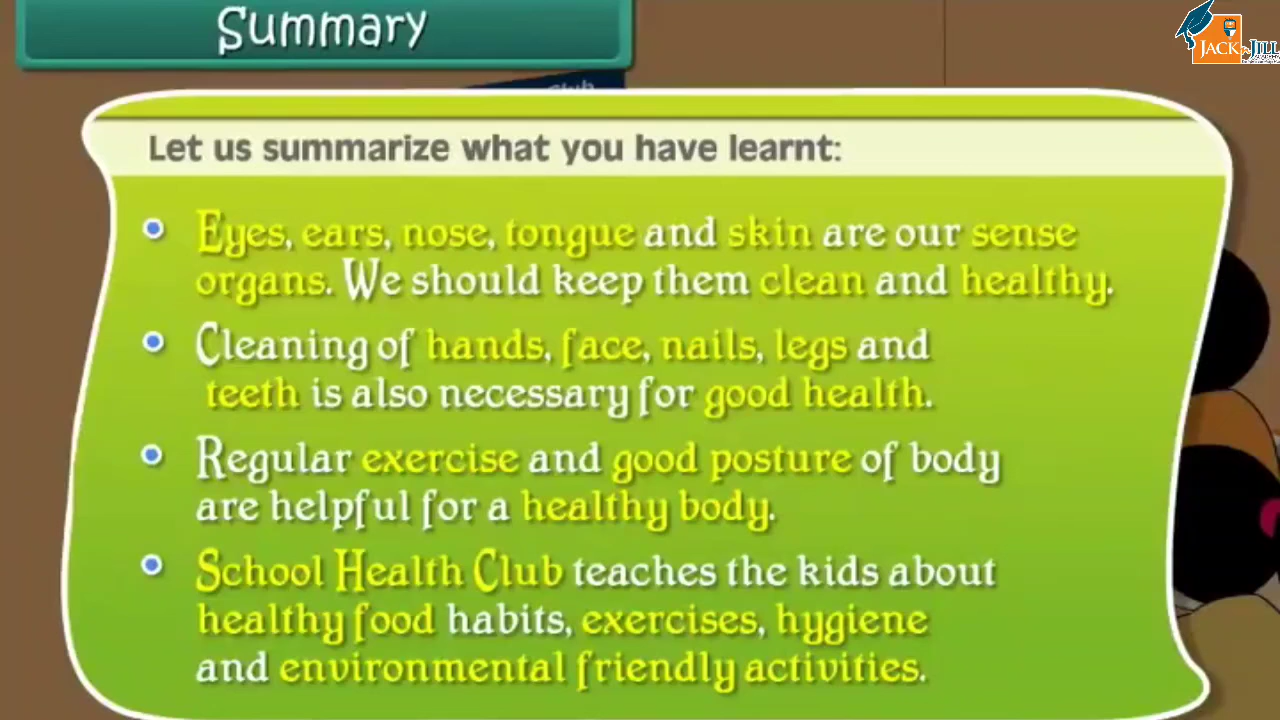 Summary
JACK
JILL
Club
Let us summarize what you have learnt:
Eyes, ears, nose, tongue and skin are our sense
organs. We should keep them clean and healthy.
Cleaning of hands, face, nails, legs and
teeth is also necessary for good health.
Regular exercise and good posture of body
are helpful for a healthy body.
School Health Club teaches the kids about
healthy food habits, exercises, hygiene
and environmental friendly activities.